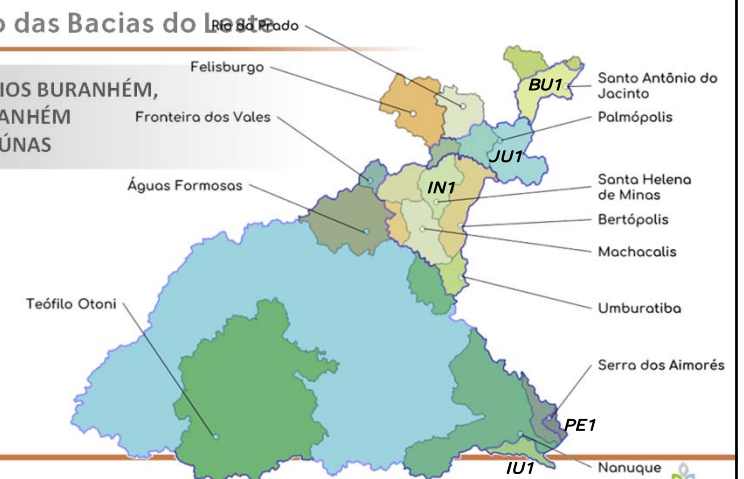 o das Bacias do Leste
Rio do Prado
IOS BURANHÉM,
ANHÉM
ÚNAS
Felisburgo
Fronteira dos Vales
Águas Formosas
Teófilo Otoni
BU1
Santo Antônio do
Jacinto
Palmópolis
JU1
IN1
Santa Helena
de Minas
Bertópolis
Machacalis
Umburatiba
Serra dos Aimorés
PE1
IU1
Nanuque